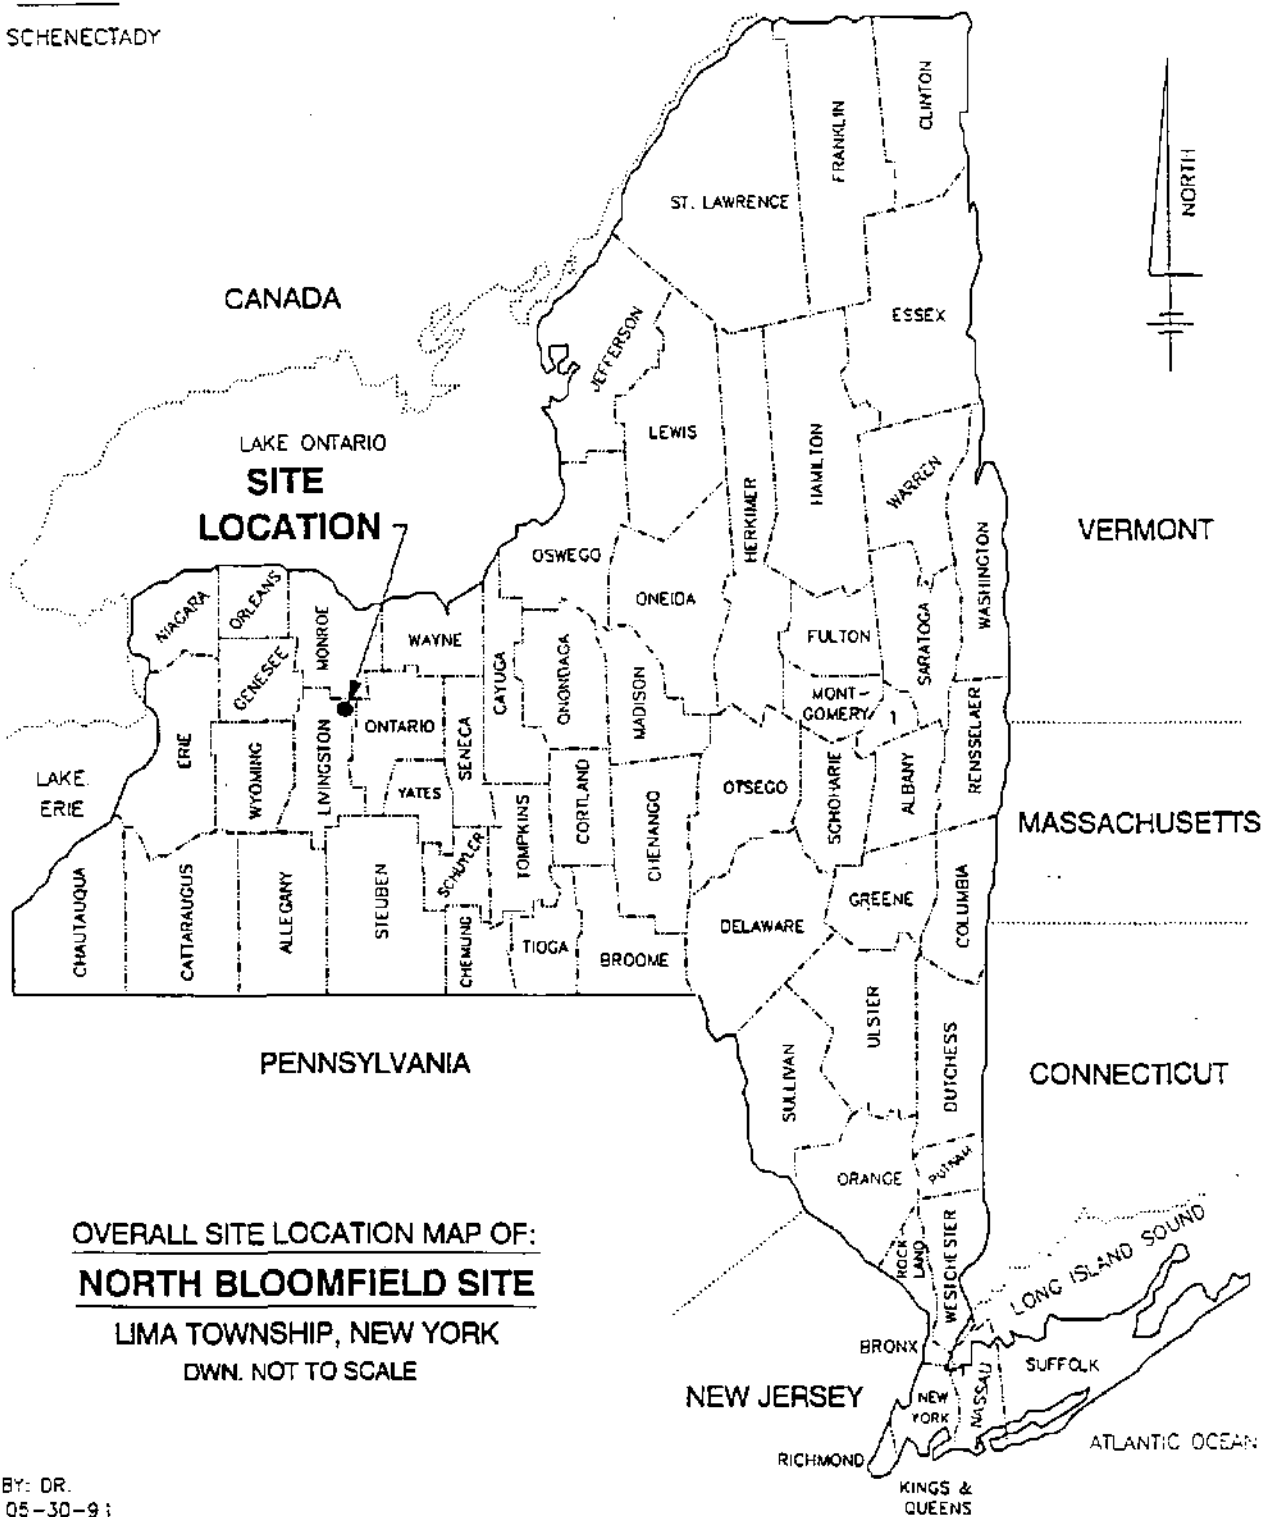 SCHENECTADY
CLINTON
FRANKLIN
ST. LAWRENCE
NORTH
CANADA
ESSEX
JEFFERSON
LAKE ONTARIO
LEWIS
HAMILTON
WARREN
SITE
LOCATION
HERKIMER
VERMONT
WASHINGTON
OSWEGO
ONEIDA
NIAGARA
ORLEANS
MONROE
WAYNE
FULTON
SARATOGA
GENESEE
CAYUGA
ONONDAGA
MADISON
MONT-
GOMERY
1
ONTARIO
SENECA
RENSSELAER
ERIE
WYOMING
LIVINGSTON
YATES
LAKE
ERIE
CORTLAND
OTSEGO
SCHOHARIE
ALBANY
TOMPKINS
CHENANGO
MASSACHUSETTS
SCHUYLER
CHAUTAUQUA
CATTARAUGUS
ALLEGANY
STEUBEN
CHEMUNG
TIOGA
BROOME
DELAWARE
GREENE
COLUMBIA
ULSTER
PENNSYLVANIA
SULLIVAN
DUTCHESS
CONNECTICUT
ORANGE
PUTNAM
ROCK
LAND
WESTCHESTER
LONG ISLAND SOUND
OVERALL SITE LOCATION MAP OF:
NORTH BLOOMFIELD SITE
LIMA TOWNSHIP, NEW YORK
DWN. NOT TO SCALE
BRONX
NEW JERSEY
NEW
YORK
NASSAU
SUFFOLK
ATLANTIC OCEAN
RICHMOND
KINGS &
QUEENS
BY: DR.
05-30-91